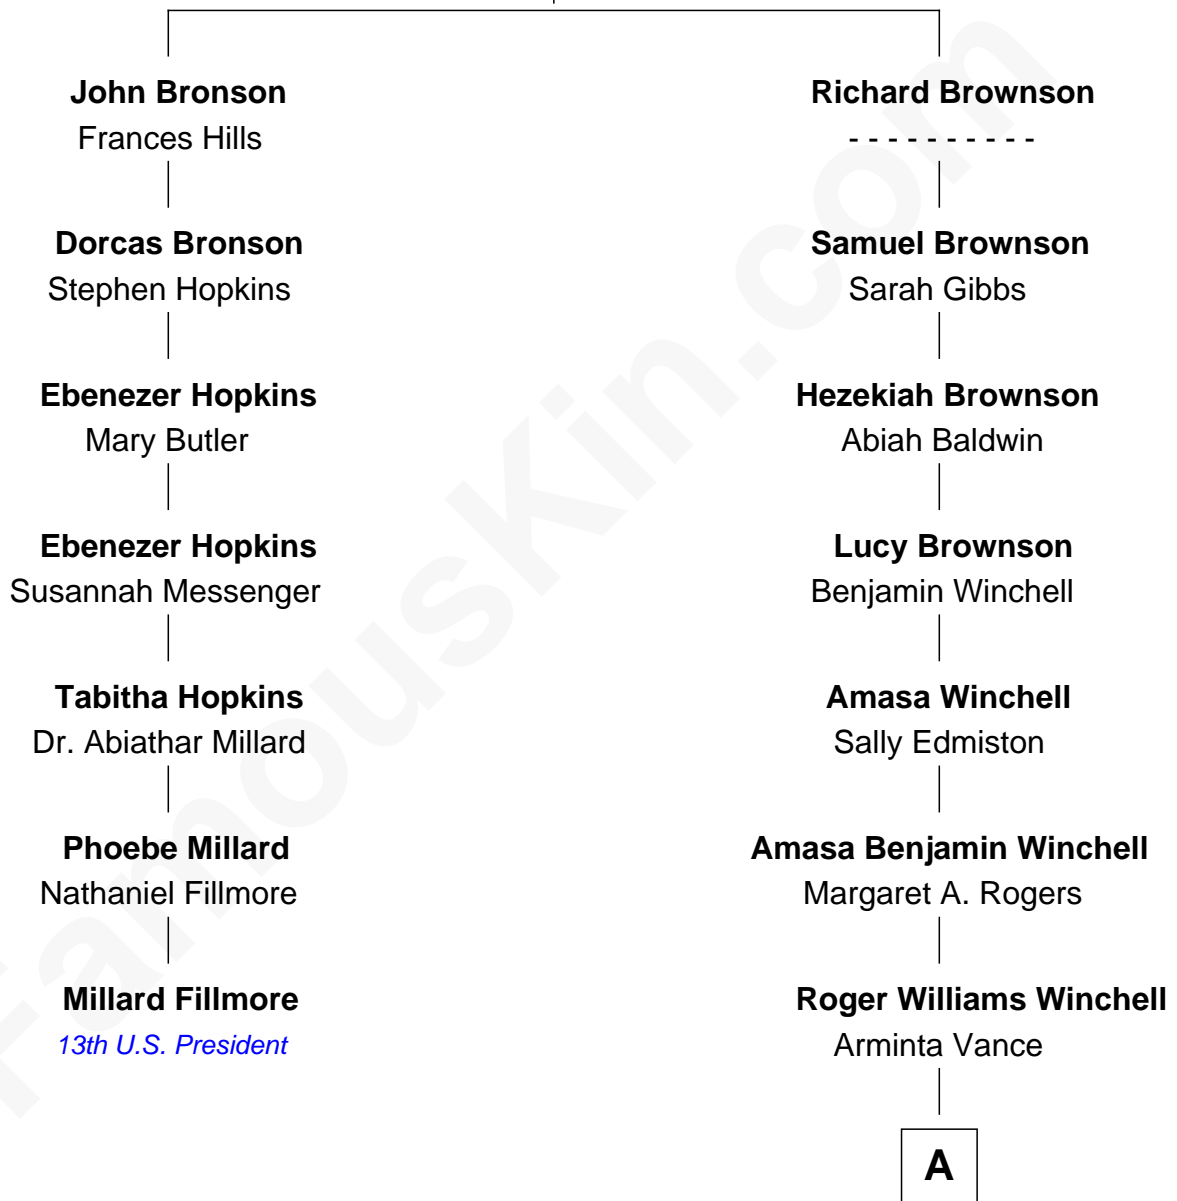 John Bronson
Frances Hills
Dorcas Bronson
Stephen Hopkins
Ebenezer Hopkins
Mary Butler
Ebenezer Hopkins
Susannah Messenger
Tabitha Hopkins
Dr. Abiathar Millard
Phoebe Millard
Nathaniel Fillmore
Millard Fillmore
13th U.S. President
Richard Brownson
- - - - - - - - - -
Samuel Brownson
Sarah Gibbs
Hezekiah Brownson
Abiah Baldwin
Lucy Brownson
Benjamin Winchell
Amasa Winchell
Sally Edmiston
Amasa Benjamin Winchell
Margaret A. Rogers
Roger Williams Winchell
Arminta Vance
A
FamousKin.com